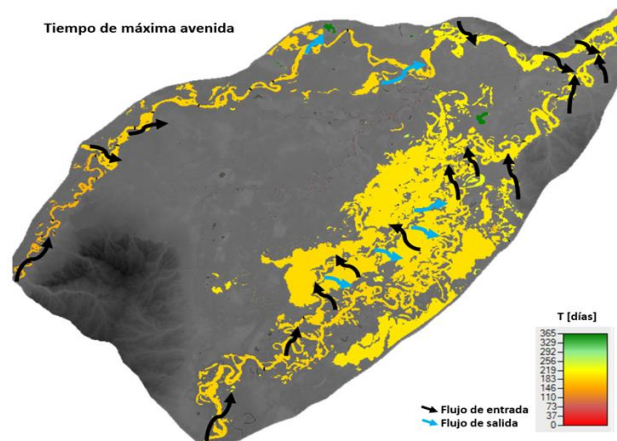 Tiempo de máxima avenida
T [días]
365
329
292
256
219
183
146
110
73
37
0
Flujo de entrada
Flujo de salida